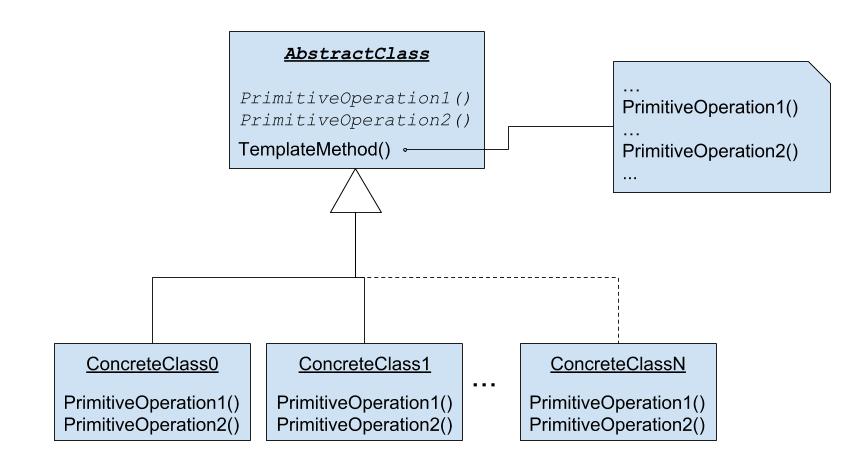 AbstractClass
PrimitiveOperation1()
PrimitiveOperation2()
TemplateMethod()
...
PrimitiveOperation1()
...
PrimitiveOperation2()
...
ConcreteClass0
PrimitiveOperation1()
PrimitiveOperation2()
ConcreteClass1
PrimitiveOperation1()
PrimitiveOperation2()
...
ConcreteClassN
PrimitiveOperation1()
PrimitiveOperation2()